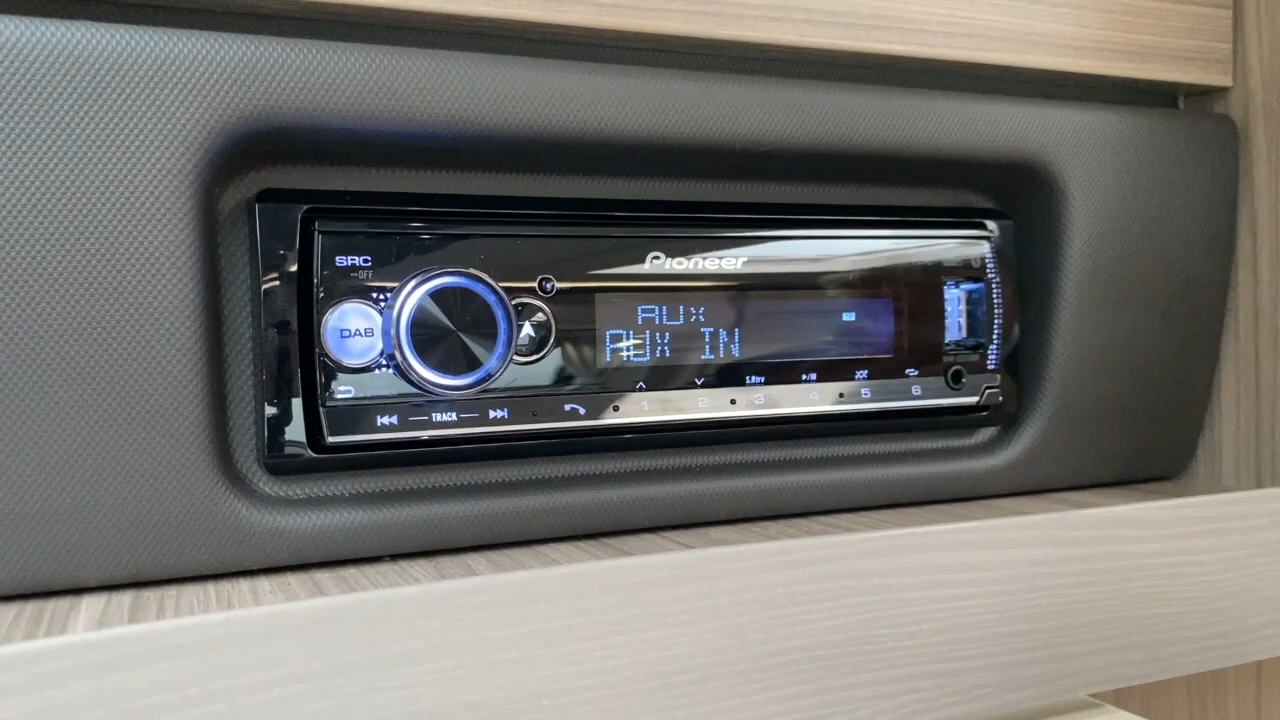 Pioneer
SRC
OFF
DAB
AUX
AUX IN
TRACK
S.Rtrv
1 2 3 4 5 6